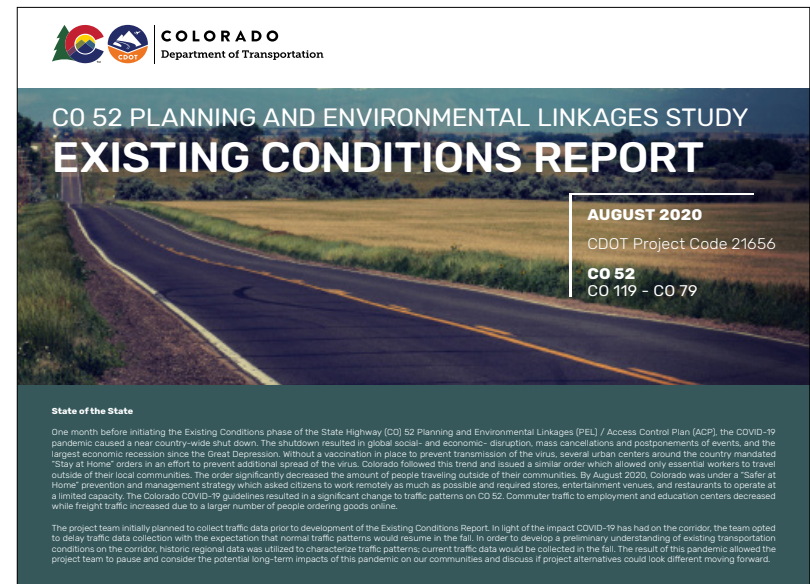 COLORADO
Department of Transportation
CDOT
CO 52 PLANNING AND ENVIRONMENTAL LINKAGES STUDY
EXISTING CONDITIONS REPORT
AUGUST 2020
CDOT Project Code 21656
CO 52
CO 119 - CO 79
State of the State
One month before initiating the Existing Conditions phase of the State Highway (CO) 52 Planning and Environmental Linkages (PEL) / Access Control Plan (ACP), the COVID-19
pandemic caused a near country-wide shut down. The shutdown resulted in global social- and economic- disruption, mass cancellations and postponements of events, and the
largest economic recession since the Great Depression. Without a vaccination in place to prevent transmission of the virus, several urban centers around the country mandated
"Stay at Home" orders in an effort to prevent additional spread of the virus. Colorado followed this trend and issued a similar order which allowed only essential workers to travel
outside of their local communities. The order significantly decreased the amount of people traveling outside of their communities. By August 2020, Colorado was under a "Safer at
Home" prevention and management strategy which asked citizens to work remotely as much as possible and required stores, entertainment venues, and restaurants to operate at
a limited capacity. The Colorado COVID-19 guidelines resulted in a significant change to traffic patterns on CO 52. Commuter traffic to employment and education centers decreased
while freight traffic increased due to a larger number of people ordering goods online.
The project team initially planned to collect traffic data prior to development of the Existing Conditions Report. In light of the impact COVID-19 has had on the corridor, the team opted
to delay traffic data collection with the expectation that normal traffic patterns would resume in the fall. In order to develop a preliminary understanding of existing transportation
conditions on the corridor, historic regional data was utilized to characterize traffic patterns; current traffic data would be collected in the fall. The result of this pandemic allowed the
project team to pause and consider the potential long-term impacts of this pandemic on our communities and discuss if project alternatives could look different moving forward.